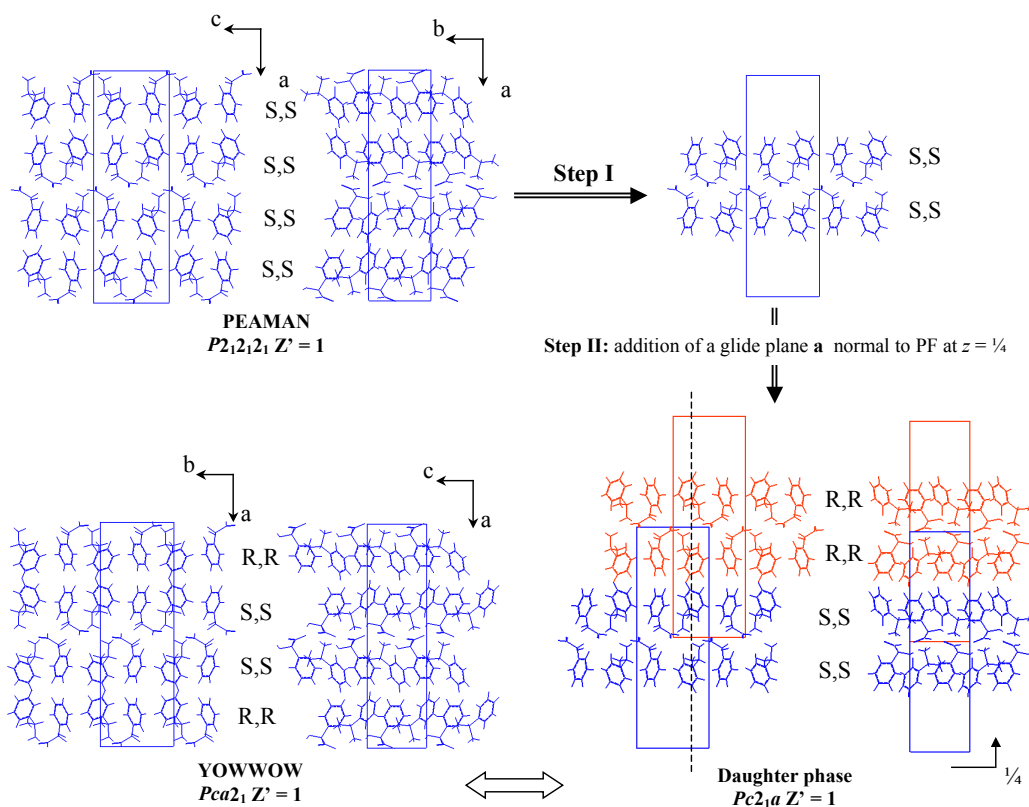 c
a
b
a
S,S
S,S
S,S
S,S
PEAMAN
P2₁2₁2₁ Z' = 1
Step I
S,S
S,S
Step II: addition of a glide plane a normal to PF at z = ¼
b
a
c
a
R,R
S,S
S,S
R,R
YOWWOW
Pca2₁ Z' = 1
R,R
R,R
S,S
S,S
¼
Daughter phase
Pc2₁a Z' = 1